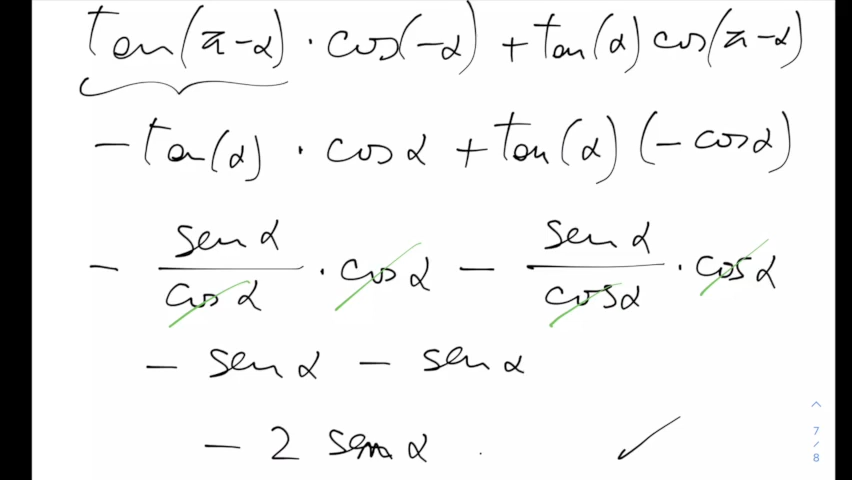 tan(π-α) · cos(-α) + tan(α) cos(π-α)
- tan(α) · cos α + tan(α) (- cos α)
- sen α / cos α · cos α - sen α / cos α · cos α
- sen α - sen α
- 2 sen α . ✓
7 / 8